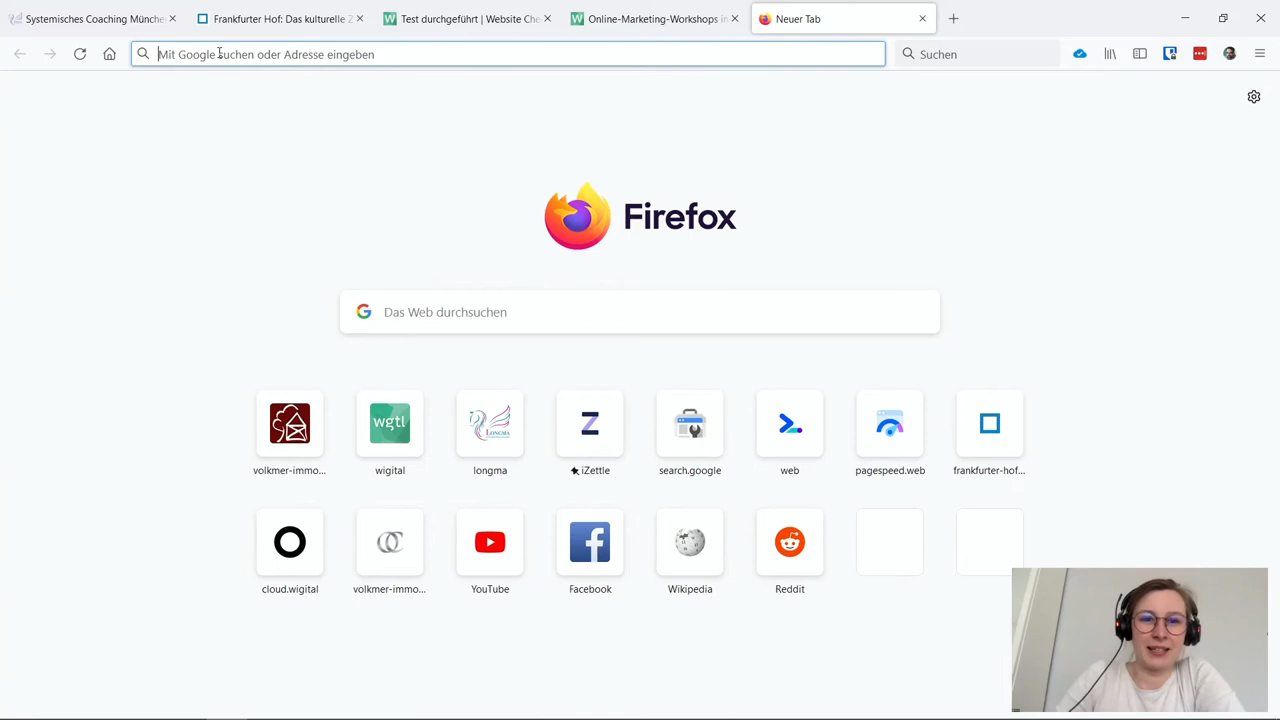 Systemisches Coaching Münche
Frankfurter Hof: Das kulturelle Z
Test durchgeführt | Website Che
Online-Marketing-Workshops in
Neuer Tab
Mit Google suchen oder Adresse eingeben
Suchen
Firefox
Das Web durchsuchen
wgtl
LONGMA
Z
volkmer-immo...
wigital
longma
iZettle
search.google
web
pagespeed.web
frankfurter-hof...
cloud.wigital
volkmer-immo...
YouTube
Facebook
Wikipedia
Reddit